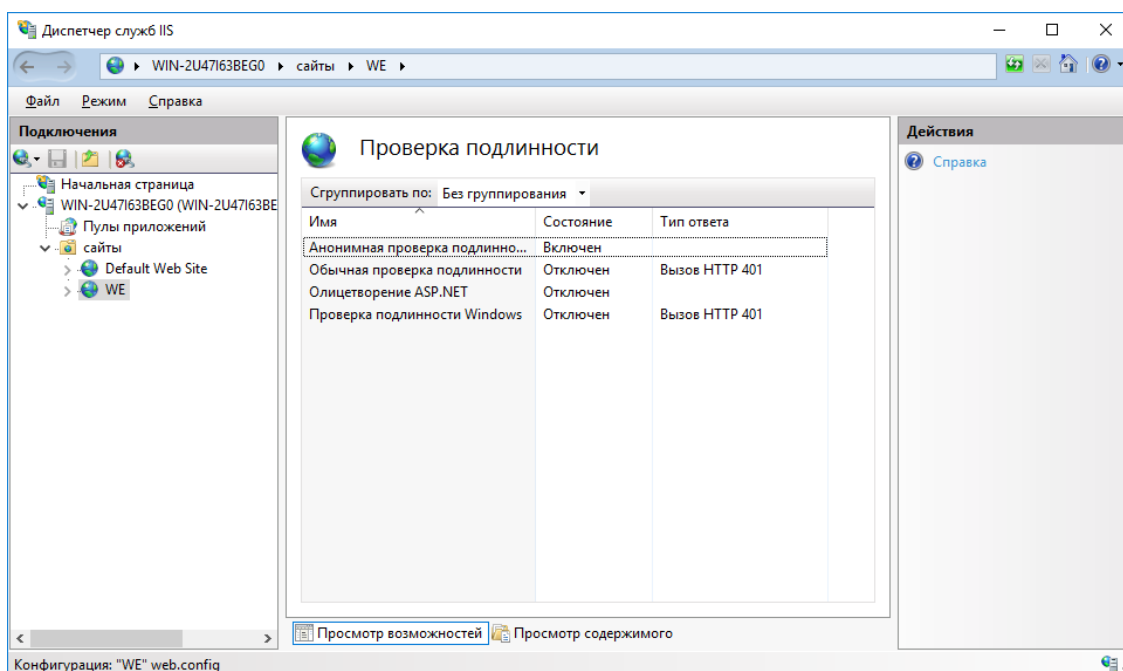 Диспетчер служб IIS
WIN-2U47I63BEG0 сайты WE
Файл Режим Справка
Подключения
Начальная страница
WIN-2U47I63BEG0 (WIN-2U47I63BE
Пулы приложений
сайты
Default Web Site
WE
Проверка подлинности
Сгруппировать по: Без группирования
Имя Состояние Тип ответа
Анонимная проверка подлинно... Включен
Обычная проверка подлинности Отключен Вызов HTTP 401
Олицетворение ASP.NET Отключен
Проверка подлинности Windows Отключен Вызов HTTP 401
Просмотр возможностей Просмотр содержимого
Действия
Справка
Конфигурация: "WE" web.config